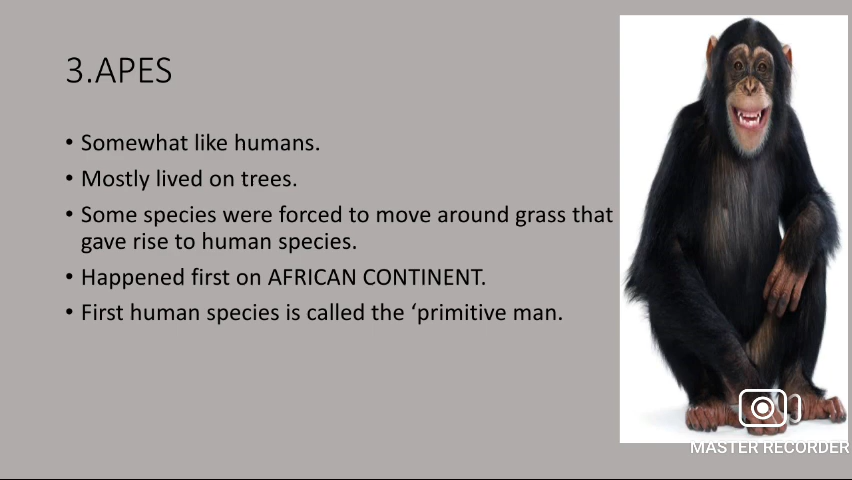 3.APES
• Somewhat like humans.
• Mostly lived on trees.
• Some species were forced to move around grass that
gave rise to human species.
• Happened first on AFRICAN CONTINENT.
• First human species is called the ‘primitive man.
MASTER RECORDER